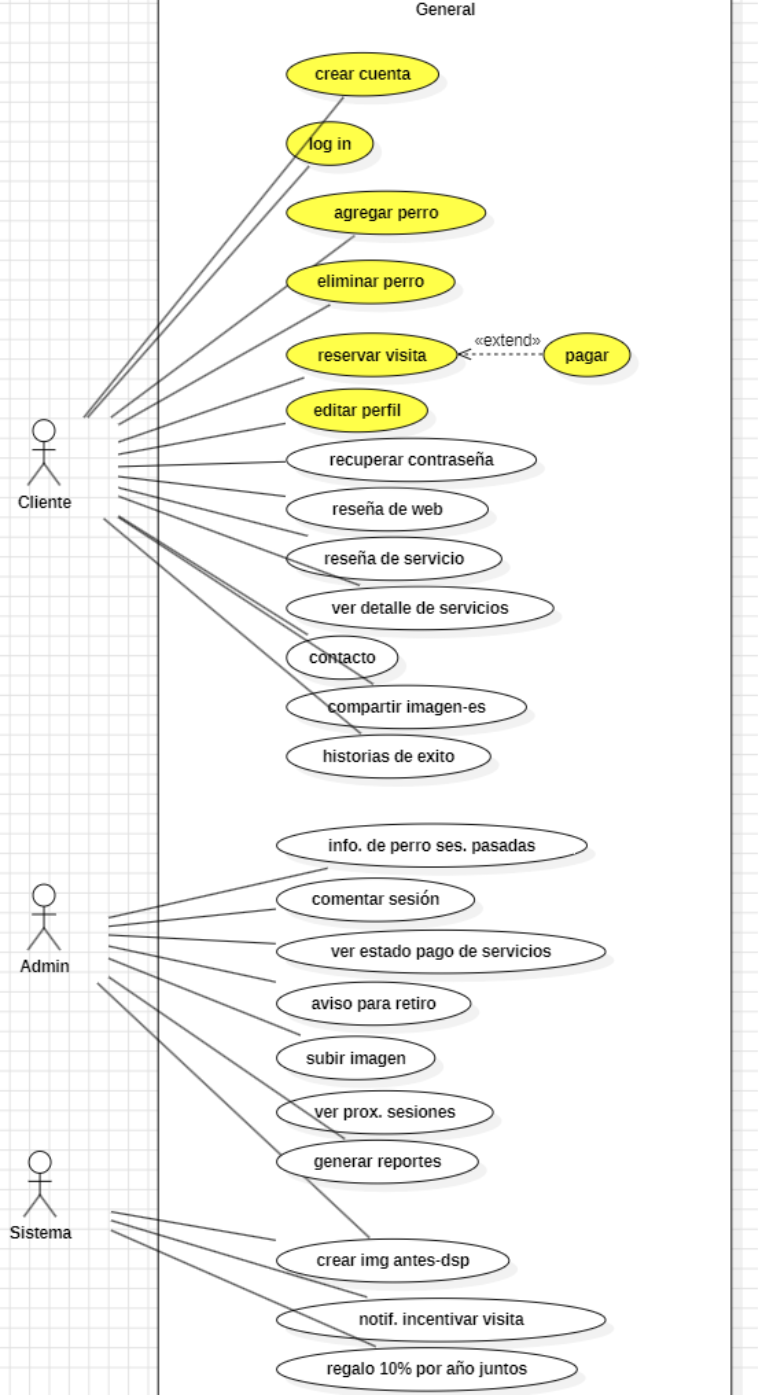 General
crear cuenta
log in
agregar perro
eliminar perro
reservar visita
«extend»
pagar
editar perfil
recuperar contraseña
reseña de web
reseña de servicio
ver detalle de servicios
contacto
compartir imagen-es
historias de exito
Cliente
info. de perro ses. pasadas
comentar sesión
ver estado pago de servicios
aviso para retiro
subir imagen
ver prox. sesiones
generar reportes
Admin
crear img antes-dsp
notif. incentivar visita
regalo 10% por año juntos
Sistema